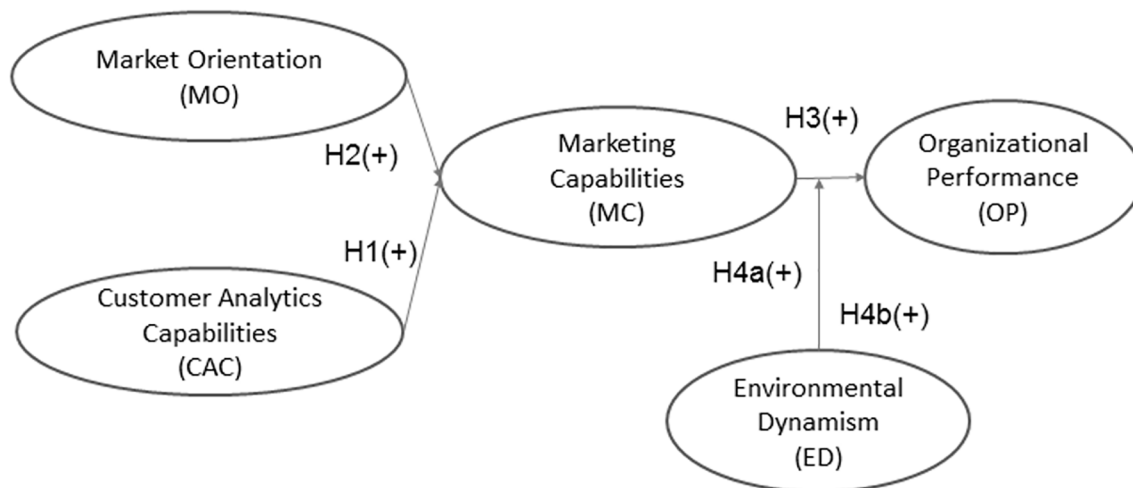 Market Orientation
(MO)
H2(+)
Marketing
Capabilities
(MC)
H3(+)
Organizational
Performance
(OP)
H1(+)
Customer Analytics
Capabilities
(CAC)
H4a(+)
H4b(+)
Environmental
Dynamism
(ED)